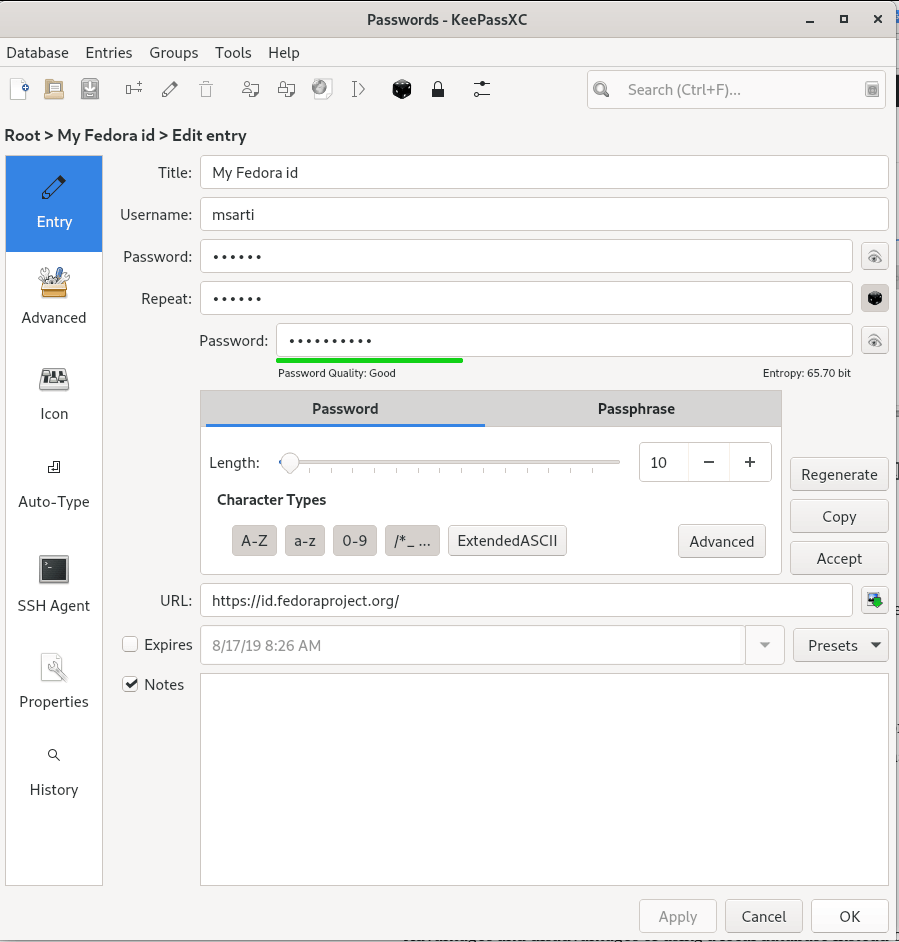 Passwords - KeePassXC
Database Entries Groups Tools Help
Search (Ctrl+F)...
Root > My Fedora id > Edit entry
Entry
Advanced
Icon
Auto-Type
SSH Agent
Properties
History
Title: My Fedora id
Username: msarti
Password: ••••••
Repeat: ••••••
Password: ••••••••••
Password Quality: Good Entropy: 65.70 bit
Password Passphrase
Length: 10
Regenerate
Character Types
Copy
A-Z a-z 0-9 /*_ ... ExtendedASCII Advanced
Accept
URL: https://id.fedoraproject.org/
Expires 8/17/19 8:26 AM Presets
Notes
Apply Cancel OK